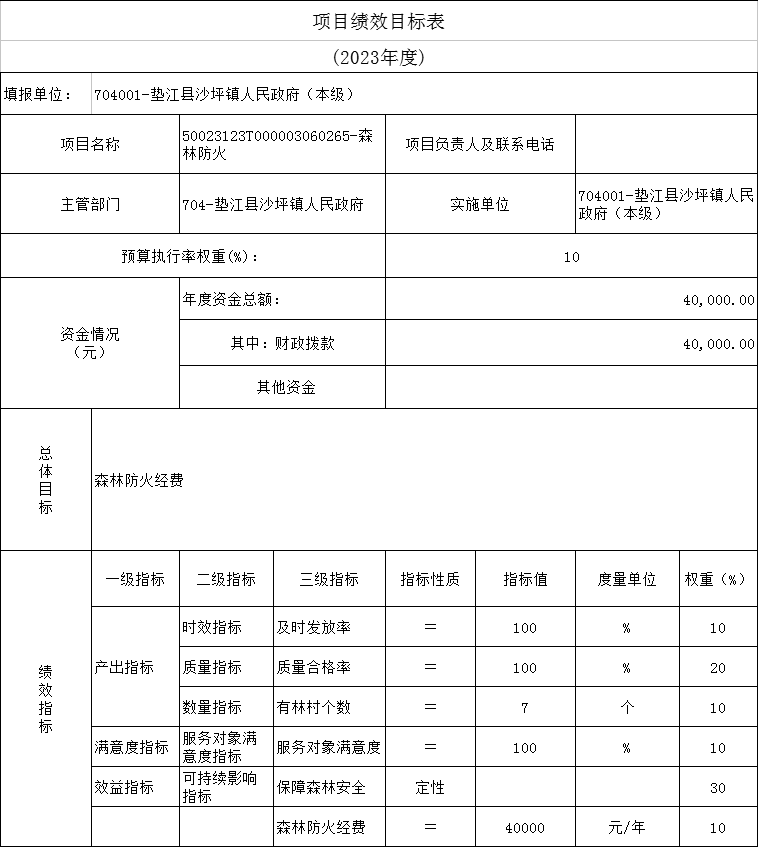 项目绩效目标表
(2023年度)
填报单位： 704001-垫江县沙坪镇人民政府（本级）
项目名称 50023123T000003060265-森林防火 项目负责人及联系电话
主管部门 704-垫江县沙坪镇人民政府 实施单位 704001-垫江县沙坪镇人民政府（本级）
预算执行率权重(%)： 10
资金情况（元） 年度资金总额： 40,000.00
其中：财政拨款 40,000.00
其他资金
总体目标 森林防火经费
绩效指标 一级指标 二级指标 三级指标 指标性质 指标值 度量单位 权重（%）
产出指标 时效指标 及时发放率 ＝ 100 % 10
质量指标 质量合格率 ＝ 100 % 20
数量指标 有林村个数 ＝ 7 个 10
满意度指标 服务对象满意度指标 服务对象满意度 ＝ 100 % 10
效益指标 可持续影响指标 保障森林安全 定性 30
森林防火经费 ＝ 40000 元/年 10